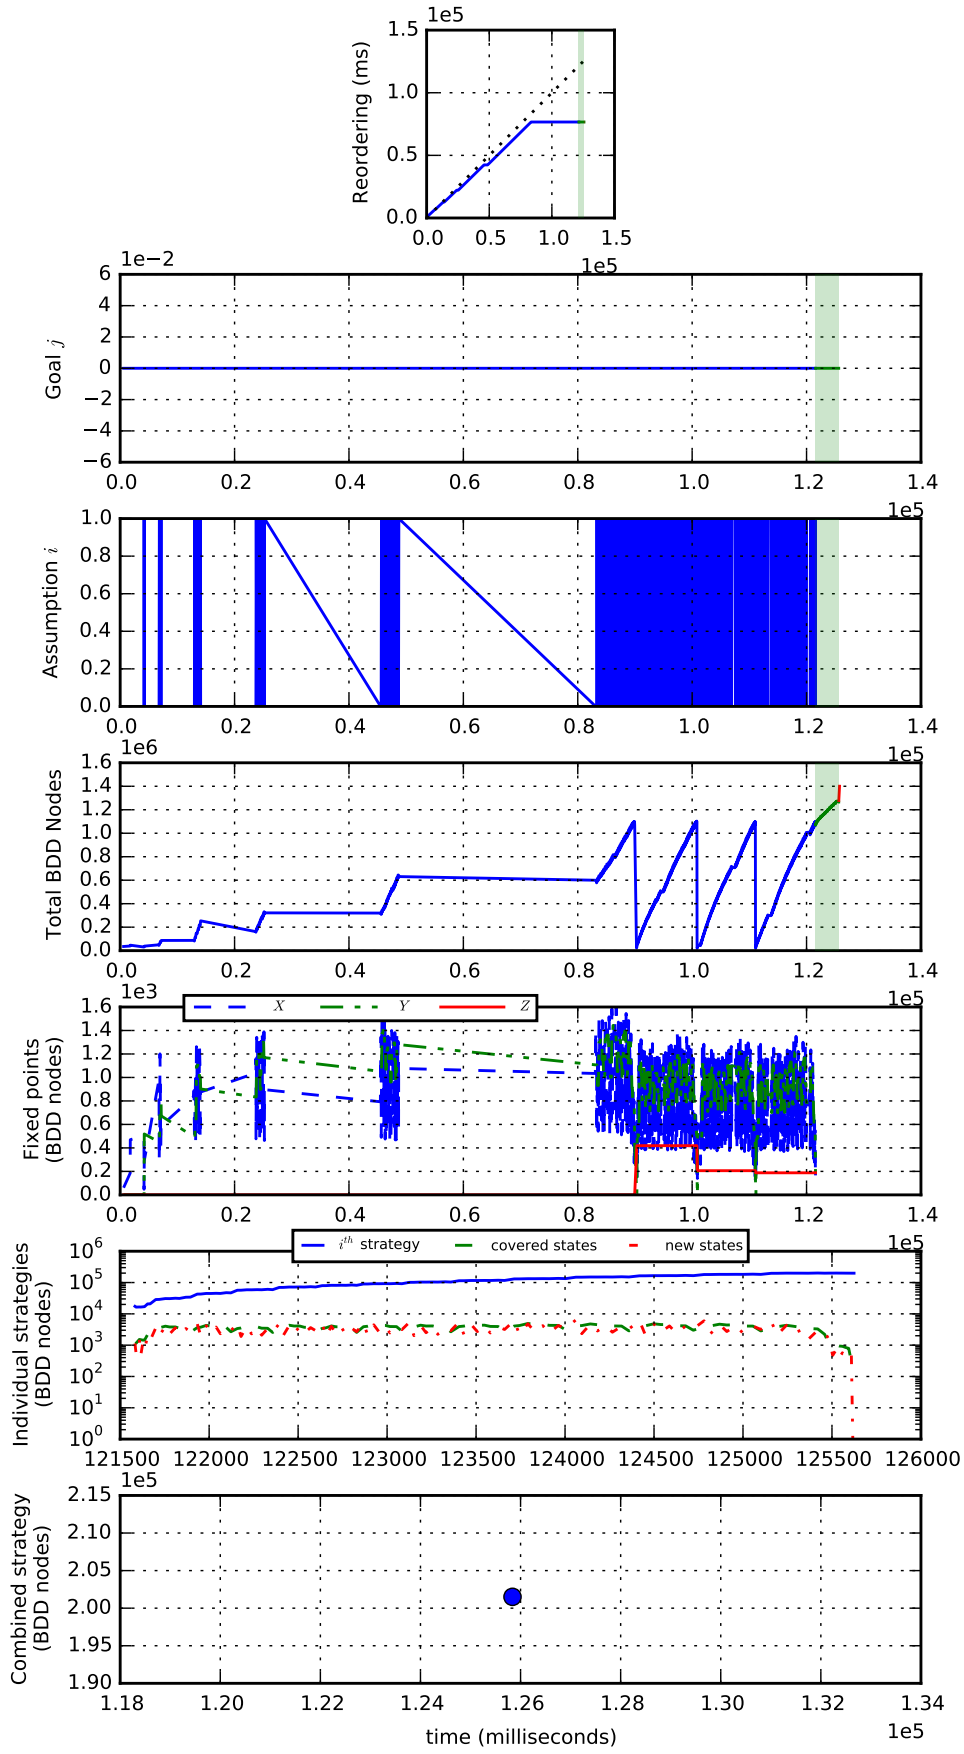 1e5
1.5
1.0
0.5
0.0
Reordering (ms)
0.0 0.5 1.0 1.5
1e5
1e−2
6
4
2
0
−2
−4
−6
Goal j
0.0 0.2 0.4 0.6 0.8 1.0 1.2 1.4
1e5
1.0
0.8
0.6
0.4
0.2
0.0
Assumption i
0.0 0.2 0.4 0.6 0.8 1.0 1.2 1.4
1e5
1e6
1.6
1.4
1.2
1.0
0.8
0.6
0.4
0.2
0.0
Total BDD Nodes
0.0 0.2 0.4 0.6 0.8 1.0 1.2 1.4
1e5
1e3
X Y Z
1.6
1.4
1.2
1.0
0.8
0.6
0.4
0.2
0.0
Fixed points
(BDD nodes)
0.0 0.2 0.4 0.6 0.8 1.0 1.2 1.4
1e5
i^th strategy covered states new states
10^6
10^5
10^4
10^3
10^2
10^1
10^0
Individual strategies
(BDD nodes)
121500 122000 122500 123000 123500 124000 124500 125000 125500 126000
1e5
2.15
2.10
2.05
2.00
1.95
1.90
Combined strategy
(BDD nodes)
1.18 1.20 1.22 1.24 1.26 1.28 1.30 1.32 1.34
time (milliseconds)
1e5